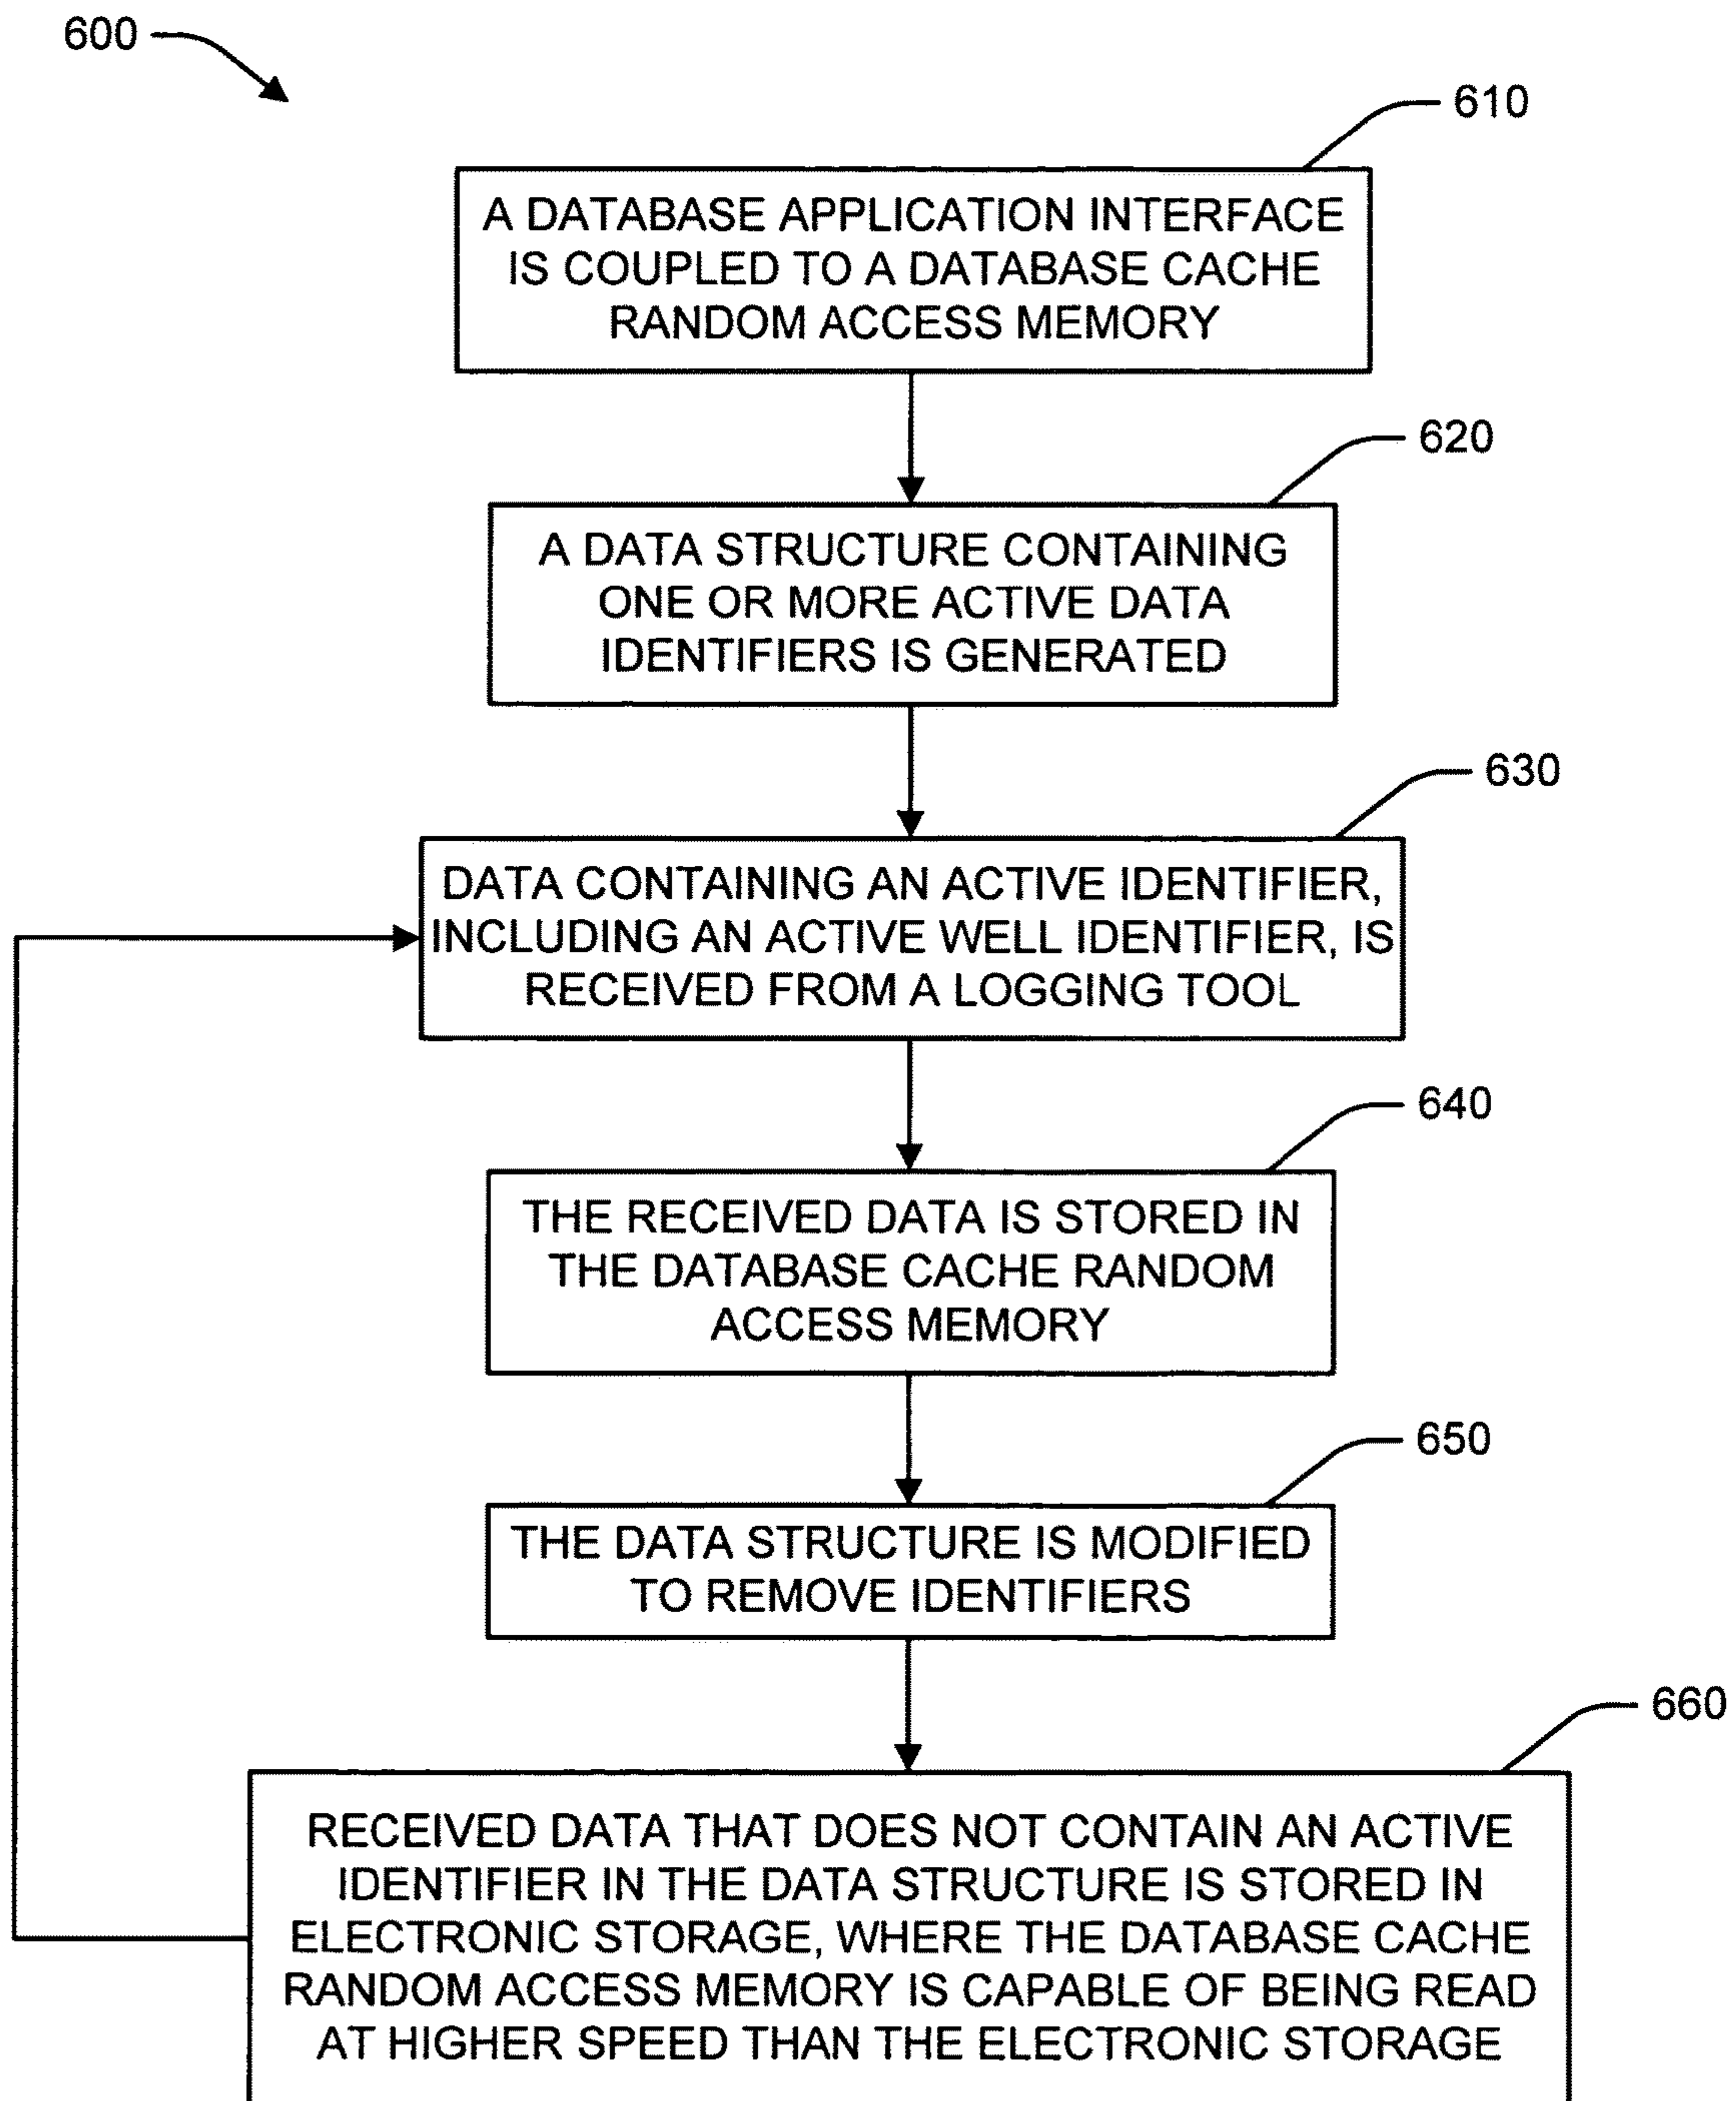 600
610
A DATABASE APPLICATION INTERFACE
IS COUPLED TO A DATABASE CACHE
RANDOM ACCESS MEMORY
620
A DATA STRUCTURE CONTAINING
ONE OR MORE ACTIVE DATA
IDENTIFIERS IS GENERATED
630
DATA CONTAINING AN ACTIVE IDENTIFIER,
INCLUDING AN ACTIVE WELL IDENTIFIER, IS
RECEIVED FROM A LOGGING TOOL
640
THE RECEIVED DATA IS STORED IN
THE DATABASE CACHE RANDOM
ACCESS MEMORY
650
THE DATA STRUCTURE IS MODIFIED
TO REMOVE IDENTIFIERS
660
RECEIVED DATA THAT DOES NOT CONTAIN AN ACTIVE
IDENTIFIER IN THE DATA STRUCTURE IS STORED IN
ELECTRONIC STORAGE, WHERE THE DATABASE CACHE
RANDOM ACCESS MEMORY IS CAPABLE OF BEING READ
AT HIGHER SPEED THAN THE ELECTRONIC STORAGE